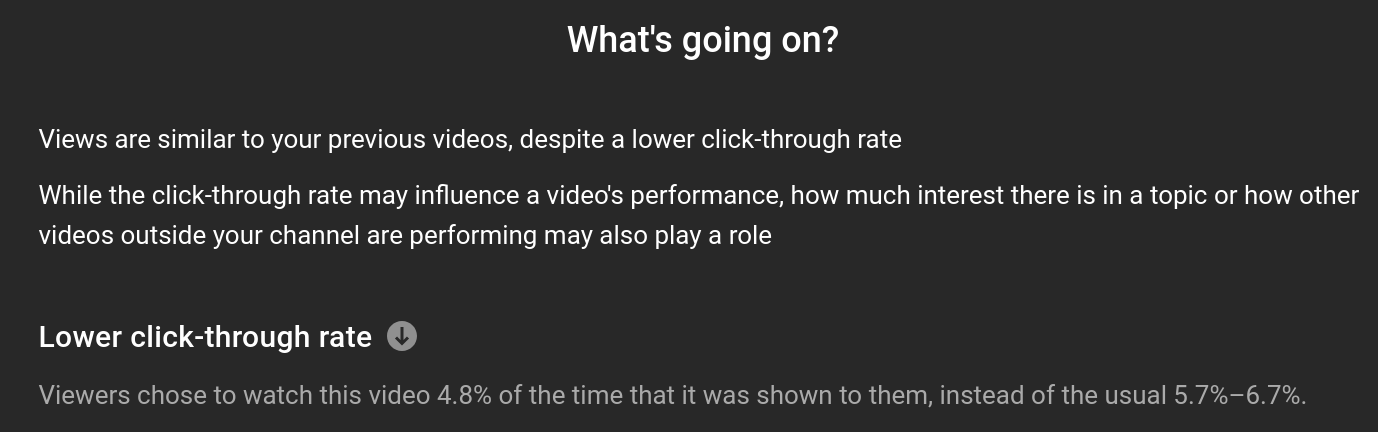 What's going on?
Views are similar to your previous videos, despite a lower click-through rate
While the click-through rate may influence a video's performance, how much interest there is in a topic or how other
videos outside your channel are performing may also play a role
Lower click-through rate
Viewers chose to watch this video 4.8% of the time that it was shown to them, instead of the usual 5.7%–6.7%.